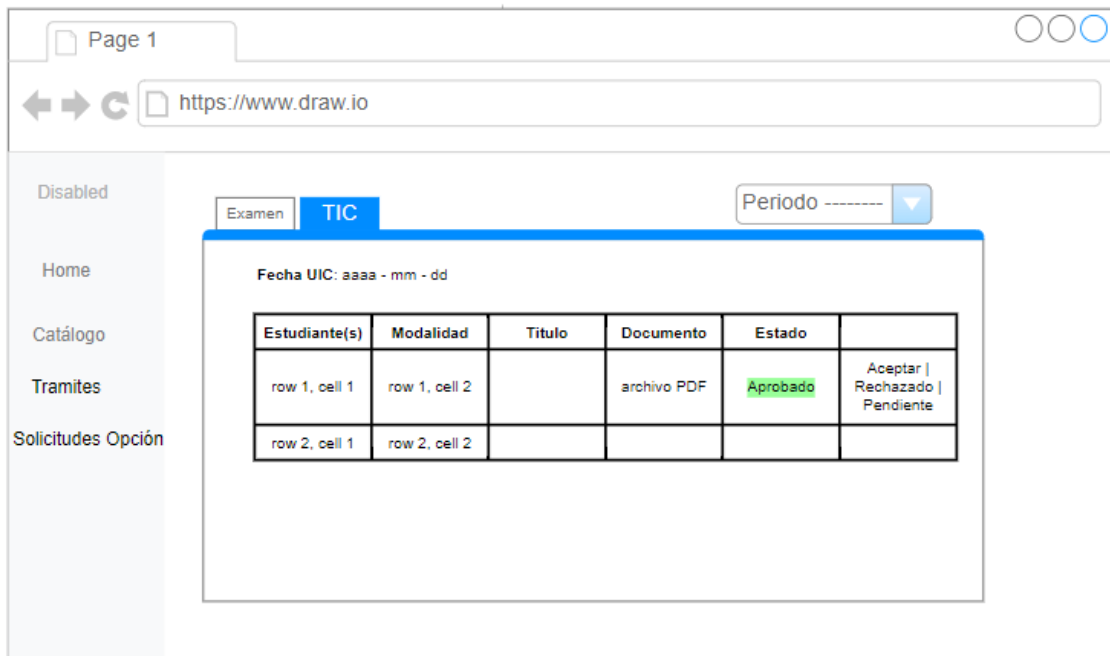 Page 1
https://www.draw.io
Disabled
Home
Catálogo
Tramites
Solicitudes Opción
Examen
TIC
Periodo --------
Fecha UIC: aaaa - mm - dd
Estudiante(s) Modalidad Titulo Documento Estado
row 1, cell 1 row 1, cell 2 archivo PDF Aprobado Aceptar |
Rechazado |
Pendiente
row 2, cell 1 row 2, cell 2